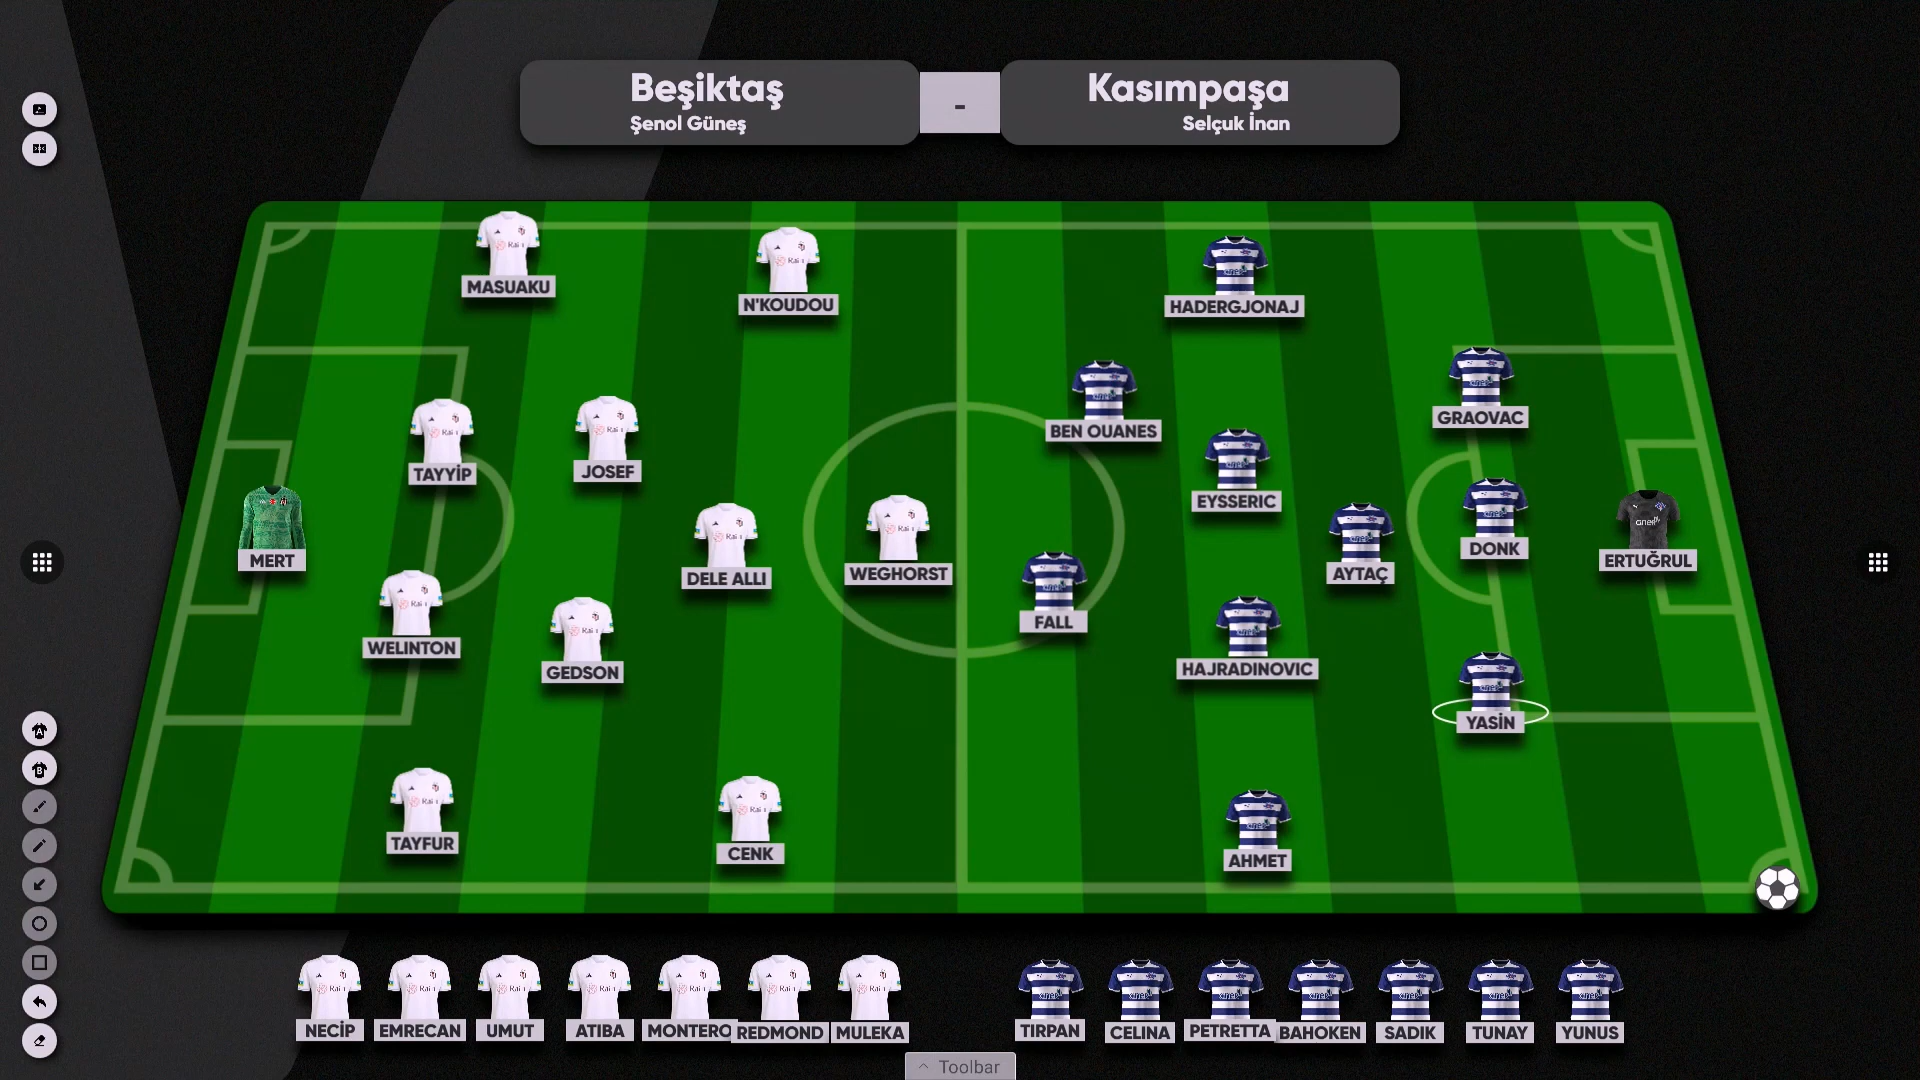 Beşiktaş
Şenol Güneş
-
Kasımpaşa
Selçuk İnan
MASUAKU
N'KOUDOU
HADERGJONAJ
TAYYİP
JOSEF
BEN OUANES
GRAOVAC
EYSSERIC
MERT
DELE ALLI
WEGHORST
AYTAÇ
DONK
ERTUĞRUL
WELINTON
GEDSON
FALL
HAJRADINOVIC
YASİN
TAYFUR
CENK
AHMET
NECİP
EMRECAN
UMUT
ATIBA
MONTERO
REDMOND
MULEKA
TIRPAN
CELINA
PETRETTA
BAHOKEN
SADIK
TUNAY
YUNUS
A
B
Toolbar